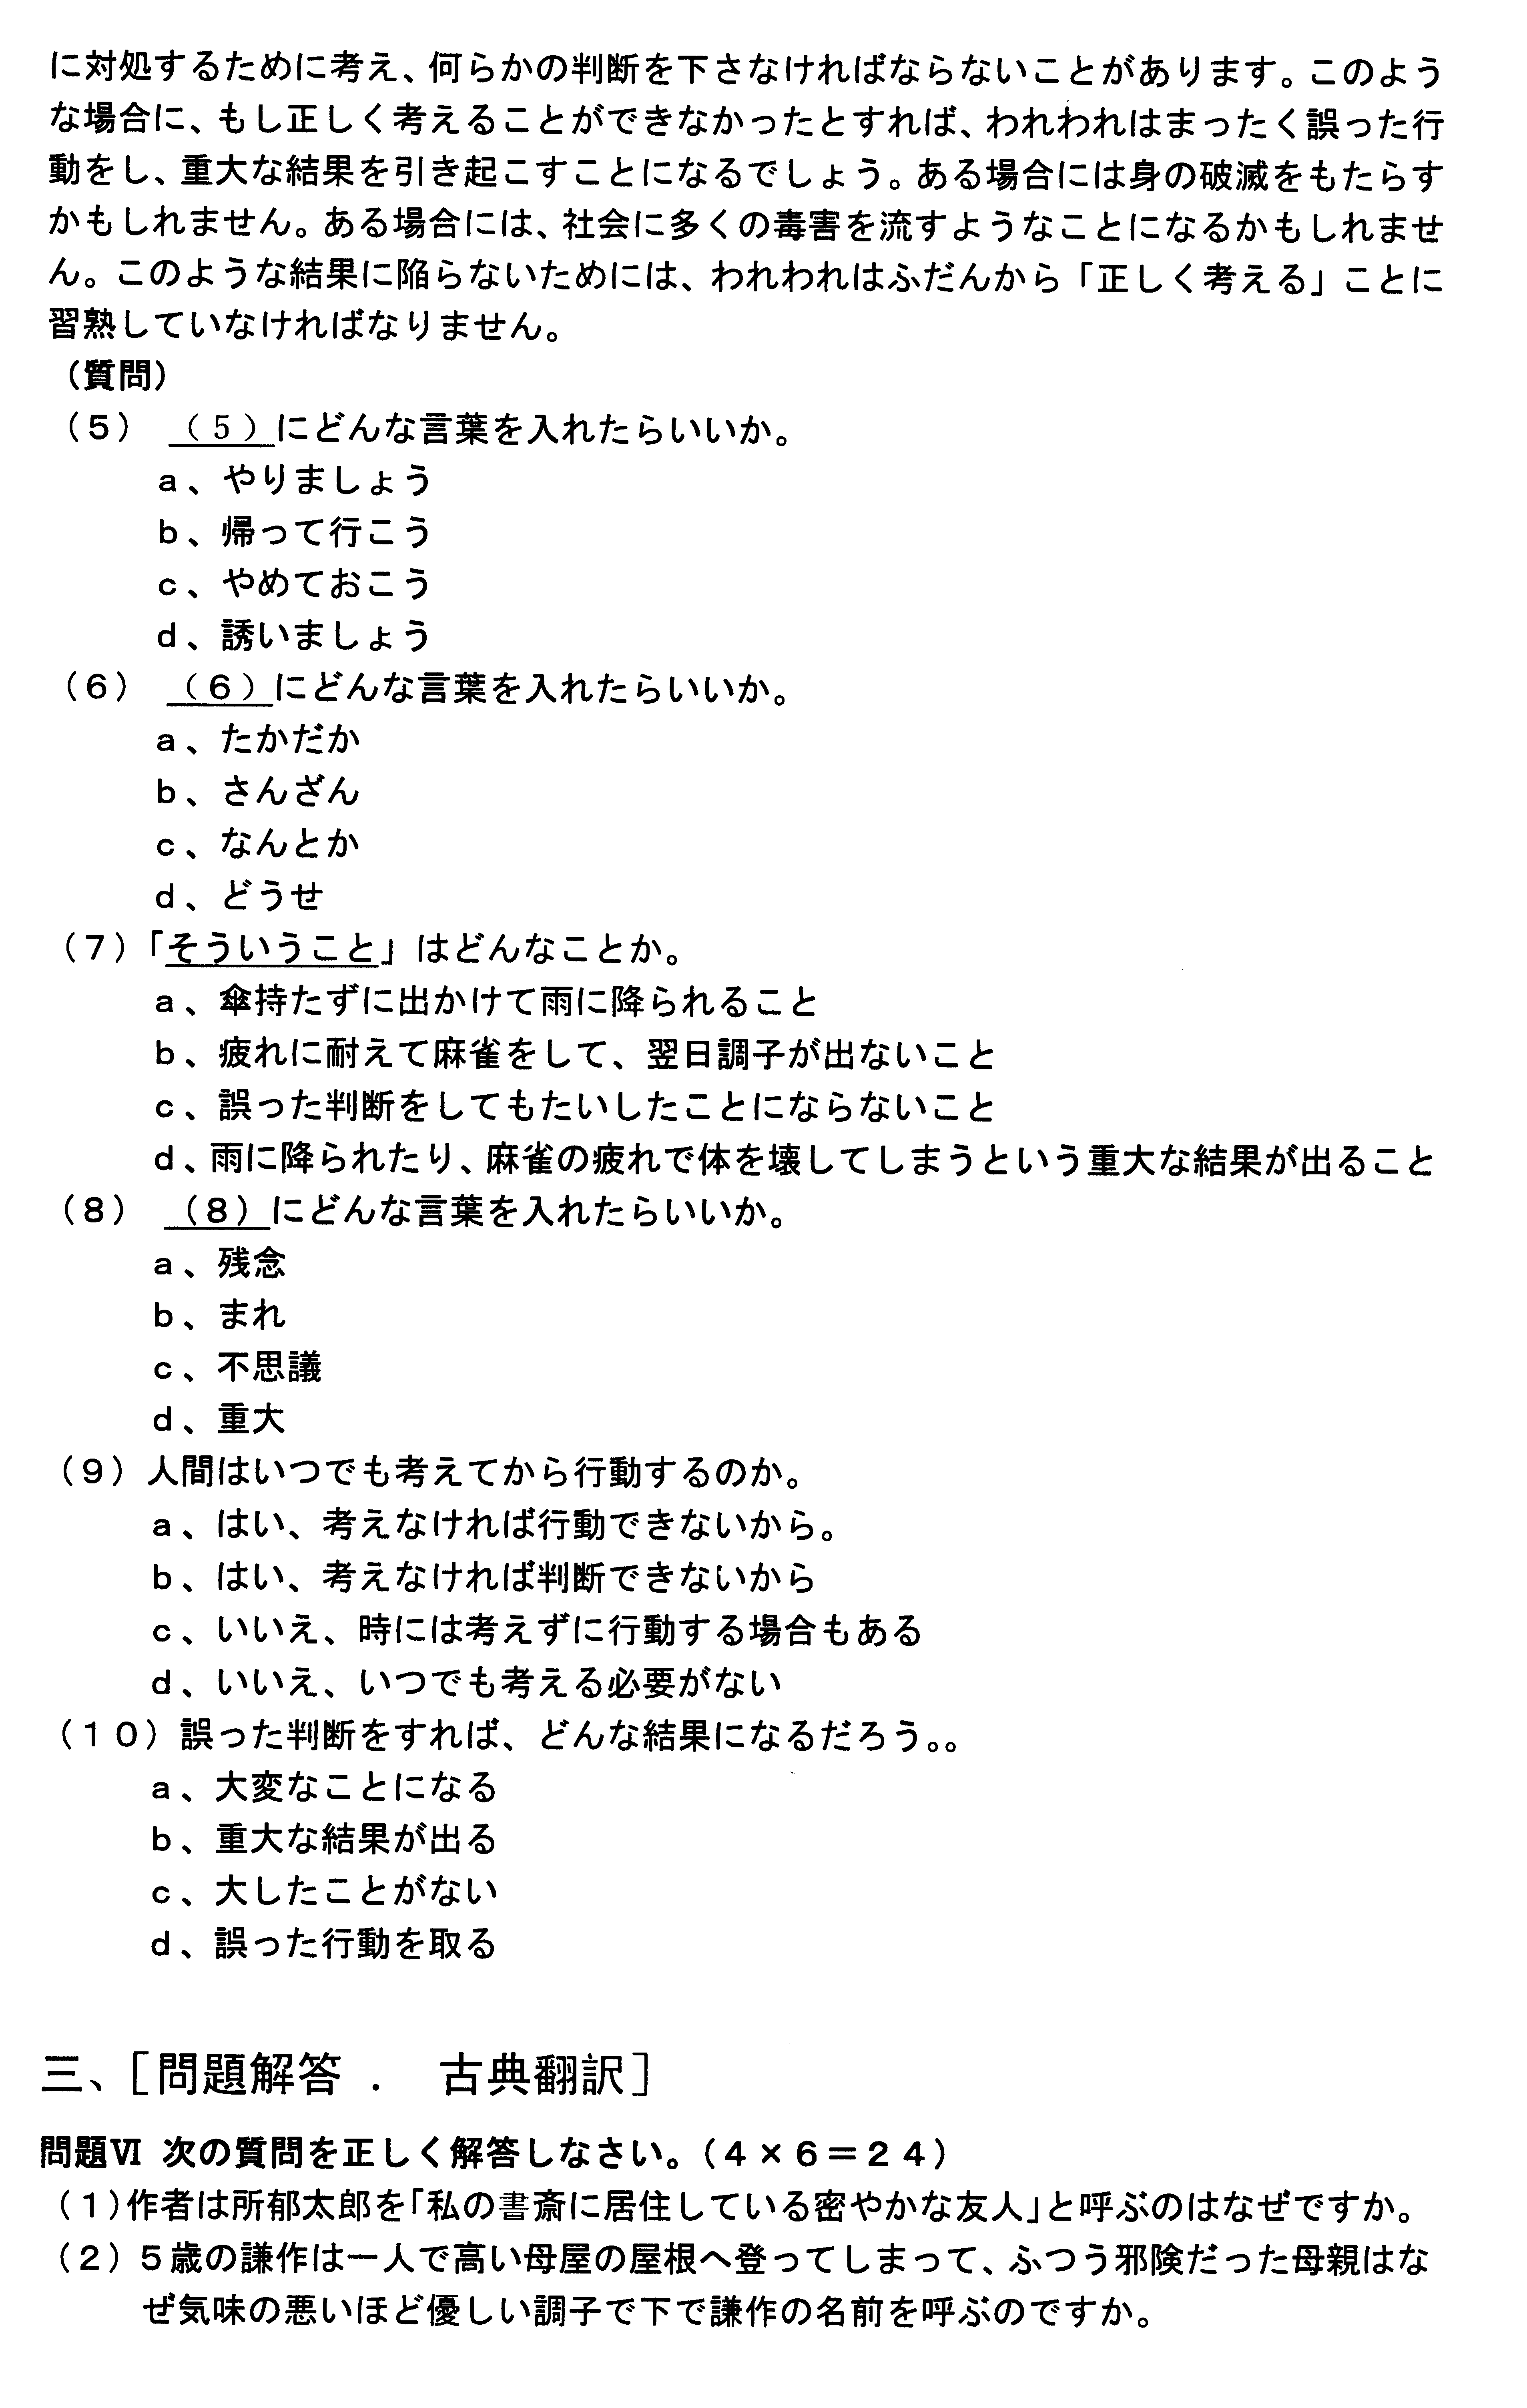 に対処するために考え、何らかの判断を下さなければならないことがあります。このよう
な場合に、もし正しく考えることができなかったとすれば、われわれはまったく誤った行
動をし、重大な結果を引き起こすことになるでしょう。ある場合には身の破滅をもたらす
かもしれません。ある場合には、社会に多くの毒害を流すようなことになるかもしれませ
ん。このような結果に陥らないためには、われわれはふだんから「正しく考える」ことに
習熟していなければなりません。
（質問）
（５） （５）にどんな言葉を入れたらいいか。
ａ、やりましょう
ｂ、帰って行こう
ｃ、やめておこう
ｄ、誘いましょう
（６） （６）にどんな言葉を入れたらいいか。
ａ、たかだか
ｂ、さんざん
ｃ、なんとか
ｄ、どうせ
（７）「そういうこと」はどんなことか。
ａ、傘持たずに出かけて雨に降られること
ｂ、疲れに耐えて麻雀をして、翌日調子が出ないこと
ｃ、誤った判断をしてもたいしたことにならないこと
ｄ、雨に降られたり、麻雀の疲れで体を壊してしまうという重大な結果が出ること
（８） （８）にどんな言葉を入れたらいいか。
ａ、残念
ｂ、まれ
ｃ、不思議
ｄ、重大
（９）人間はいつでも考えてから行動するのか。
ａ、はい、考えなければ行動できないから。
ｂ、はい、考えなければ判断できないから
ｃ、いいえ、時には考えずに行動する場合もある
ｄ、いいえ、いつでも考える必要がない
（１０）誤った判断をすれば、どんな結果になるだろう。。
ａ、大変なことになる
ｂ、重大な結果が出る
ｃ、大したことがない
ｄ、誤った行動を取る
三、［問題解答． 古典翻訳］
問題Ⅵ 次の質問を正しく解答しなさい。（４×６＝２４）
（１）作者は所郁太郎を「私の書斎に居住している密やかな友人」と呼ぶのはなぜですか。
（２）５歳の謙作は一人で高い母屋の屋根へ登ってしまって、ふつう邪険だった母親はな
ぜ気味の悪いほど優しい調子で下で謙作の名前を呼ぶのですか。